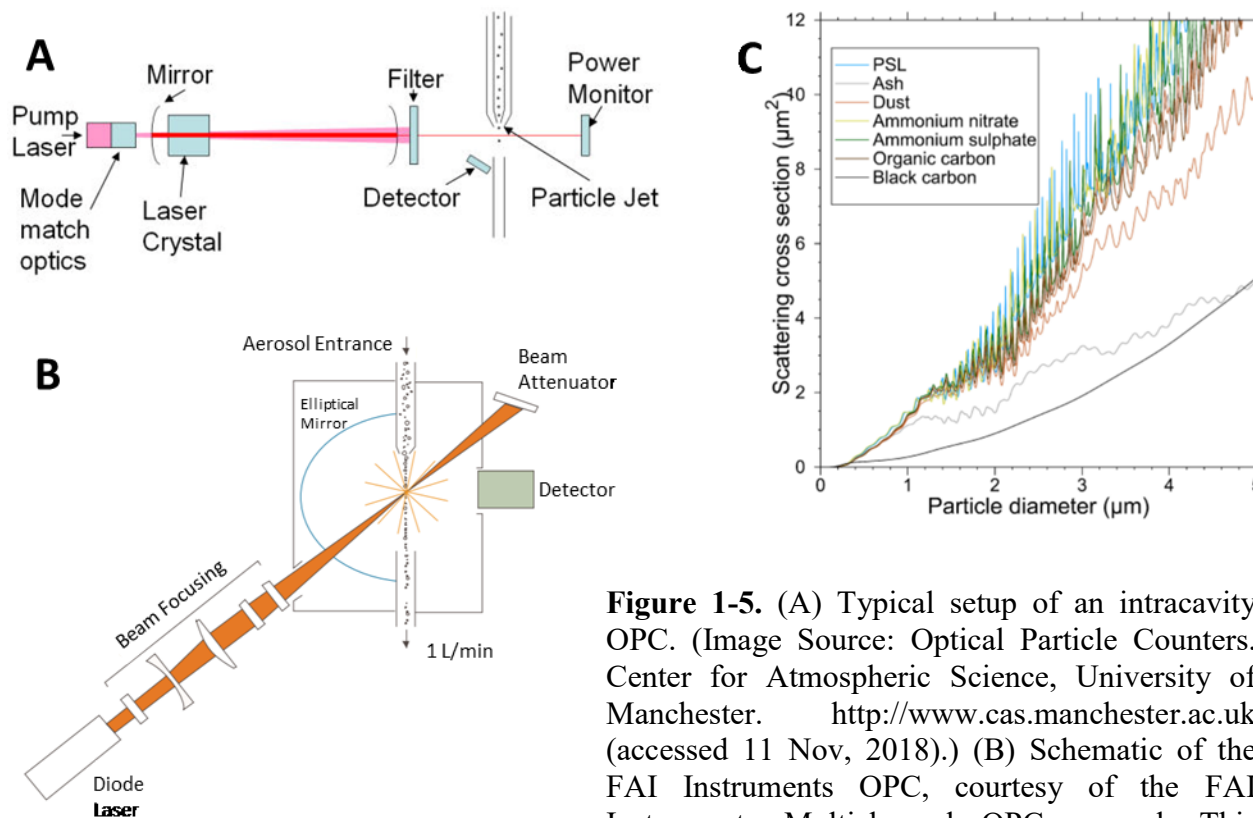 A
Mirror
Filter
Power
Monitor
Pump
Laser
Mode
match
optics
Laser
Crystal
Detector
Particle Jet
B
Aerosol Entrance
Beam
Attenuator
Elliptical
Mirror
Detector
Beam Focusing
1 L/min
Diode
Laser
C
12
10
8
6
4
2
0
Scattering cross section (µm²)
PSL
Ash
Dust
Ammonium nitrate
Ammonium sulphate
Organic carbon
Black carbon
0 1 2 3 4 5
Particle diameter (µm)
Figure 1-5. (A) Typical setup of an intracavity
OPC. (Image Source: Optical Particle Counters.
Center for Atmospheric Science, University of
Manchester. http://www.cas.manchester.ac.uk
(accessed 11 Nov, 2018).) (B) Schematic of the
FAI Instruments OPC, courtesy of the FAI